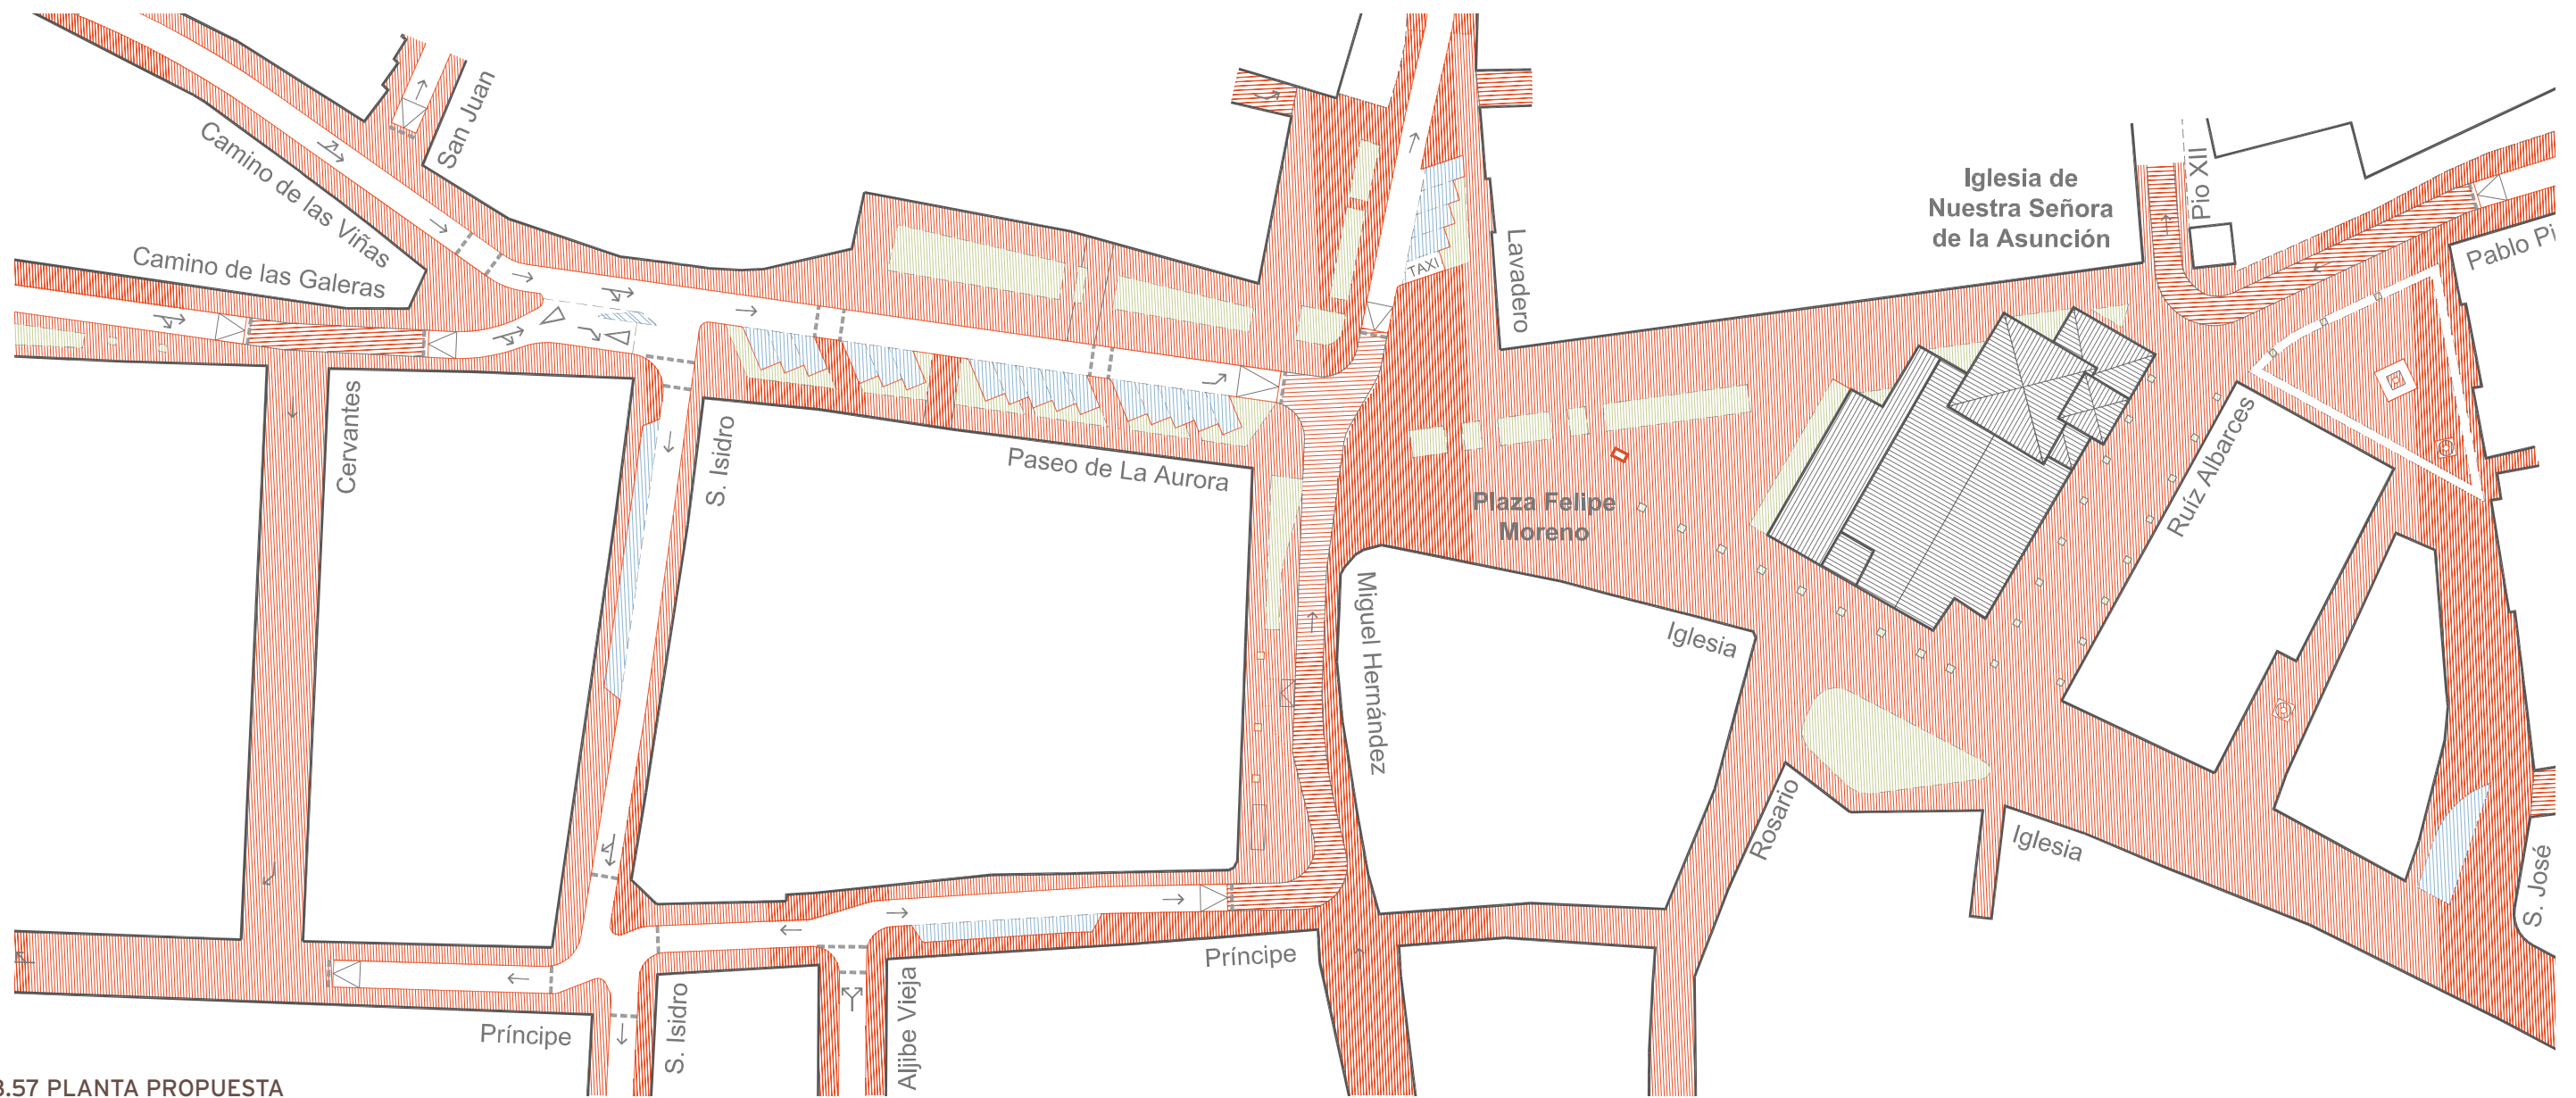 San Juan
Camino de las Viñas
Camino de las Galeras
Cervantes
S. Isidro
Paseo de La Aurora
TAXI
Lavadero
Iglesia de
Nuestra Señora
de la Asunción
Pio XII
Pablo Pi
Plaza Felipe
Moreno
Ruíz Albarces
Miguel Hernández
Iglesia
Rosario
Iglesia
S. José
Príncipe
Príncipe
S. Isidro
Aljibe Vieja
3.57 PLANTA PROPUESTA